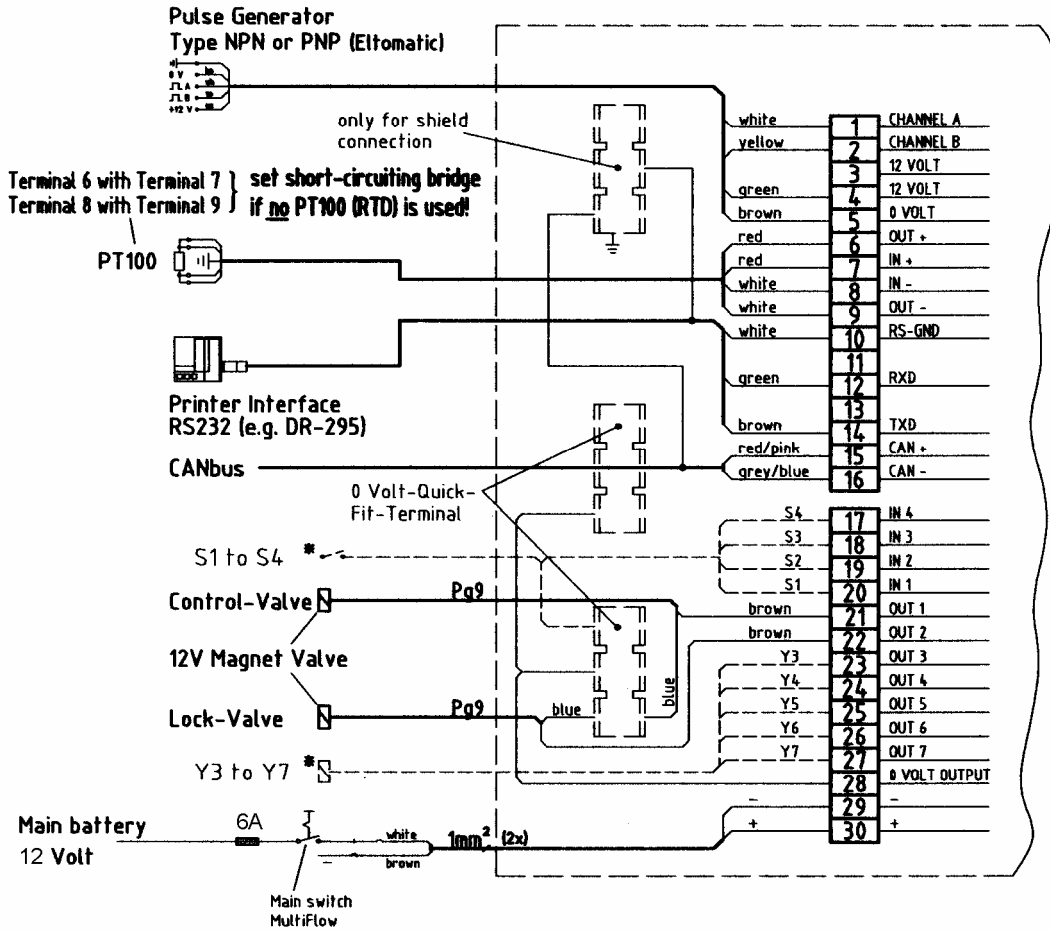 Pulse Generator
Type NPN or PNP (Eltomatic)
0 V
A
B
+12 V
only for shield
connection
Terminal 6 with Terminal 7
Terminal 8 with Terminal 9
set short-circuiting bridge
if no PT100 (RTD) is used!
PT100
Printer Interface
RS232 (e.g. DR-295)
CANbus
0 Volt-Quick-
Fit-Terminal
S1 to S4 *
Control-Valve
Pg9
12V Magnet Valve
Lock-Valve
Pg9
blue
blue
Y3 to Y7 *
Main battery
12 Volt
6A
white
brown
-
1mm² (2x)
Main switch
MultiFlow
white 1 CHANNEL A
yellow 2 CHANNEL B
3 12 VOLT
green 4 12 VOLT
brown 5 0 VOLT
red 6 OUT +
red 7 IN +
white 8 IN -
white 9 OUT -
white 10 RS-GND
11
green 12 RXD
13
brown 14 TXD
red/pink 15 CAN +
grey/blue 16 CAN -
S4 17 IN 4
S3 18 IN 3
S2 19 IN 2
S1 20 IN 1
brown 21 OUT 1
brown 22 OUT 2
Y3 23 OUT 3
Y4 24 OUT 4
Y5 25 OUT 5
Y6 26 OUT 6
Y7 27 OUT 7
28 0 VOLT OUTPUT
- 29 -
+ 30 +